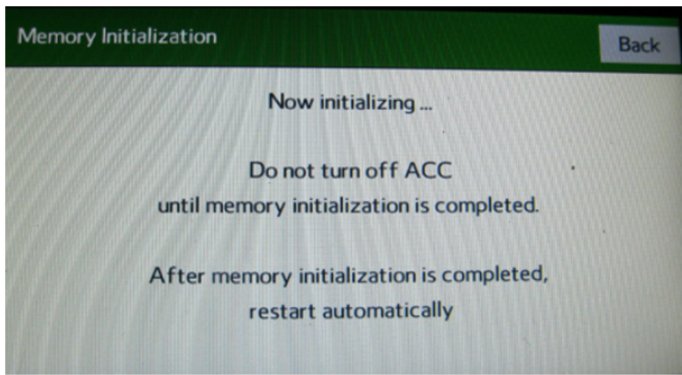 Memory Initialization
Back
Now initializing ...
Do not turn off ACC
until memory initialization is completed.
After memory initialization is completed,
restart automatically